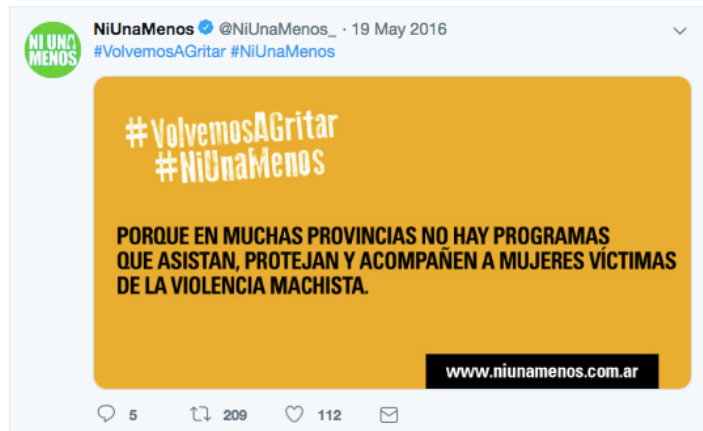 NI UNA
MENOS
NiUnaMenos @NiUnaMenos_ · 19 May 2016
#VolvemosAGritar #NiUnaMenos
#VolvemosAGritar
#NiUnaMenos
PORQUE EN MUCHAS PROVINCIAS NO HAY PROGRAMAS
QUE ASISTAN, PROTEJAN Y ACOMPAÑEN A MUJERES VÍCTIMAS
DE LA VIOLENCIA MACHISTA.
www.niunamenos.com.ar
5 209 112